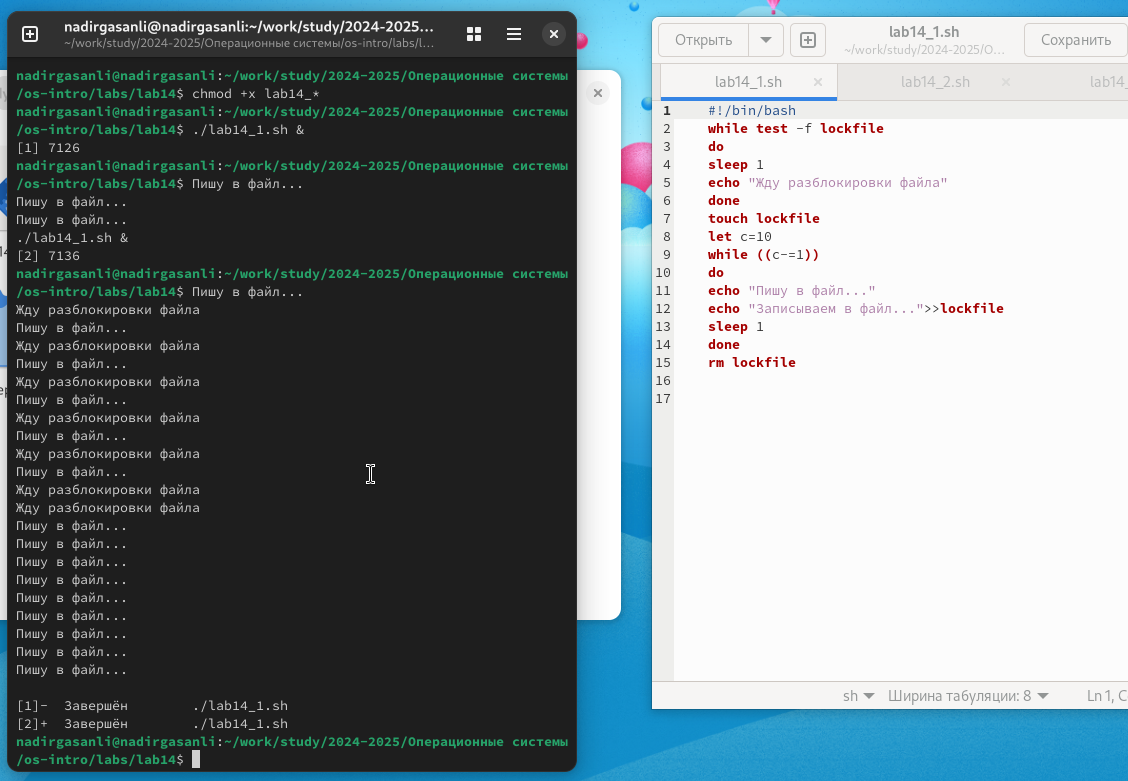 nadirgasanli@nadirgasanli:~/work/study/2024-2025…
~/work/study/2024-2025/Операционные системы/os-intro/labs/l…
nadirgasanli@nadirgasanli:~/work/study/2024-2025/Операционные системы
/os-intro/labs/lab14$ chmod +x lab14_*
nadirgasanli@nadirgasanli:~/work/study/2024-2025/Операционные системы
/os-intro/labs/lab14$ ./lab14_1.sh &
[1] 7126
nadirgasanli@nadirgasanli:~/work/study/2024-2025/Операционные системы
/os-intro/labs/lab14$ Пишу в файл...
Пишу в файл...
Пишу в файл...
./lab14_1.sh &
[2] 7136
nadirgasanli@nadirgasanli:~/work/study/2024-2025/Операционные системы
/os-intro/labs/lab14$ Пишу в файл...
Жду разблокировки файла
Пишу в файл...
Жду разблокировки файла
Пишу в файл...
Жду разблокировки файла
Пишу в файл...
Жду разблокировки файла
Пишу в файл...
Жду разблокировки файла
Пишу в файл...
Жду разблокировки файла
Жду разблокировки файла
Пишу в файл...
Пишу в файл...
Пишу в файл...
Пишу в файл...
Пишу в файл...
Пишу в файл...
Пишу в файл...
Пишу в файл...
Пишу в файл...
[1]-  Завершён        ./lab14_1.sh
[2]+  Завершён        ./lab14_1.sh
nadirgasanli@nadirgasanli:~/work/study/2024-2025/Операционные системы
/os-intro/labs/lab14$
Открыть
lab14_1.sh
~/work/study/2024-2025/О…
Сохранить
lab14_1.sh
lab14_2.sh
lab14_
1 #!/bin/bash
2 while test -f lockfile
3 do
4 sleep 1
5 echo "Жду разблокировки файла"
6 done
7 touch lockfile
8 let c=10
9 while ((c-=1))
10 do
11 echo "Пишу в файл..."
12 echo "Записываем в файл...">>lockfile
13 sleep 1
14 done
15 rm lockfile
16
17
sh
Ширина табуляции: 8
Ln 1, C